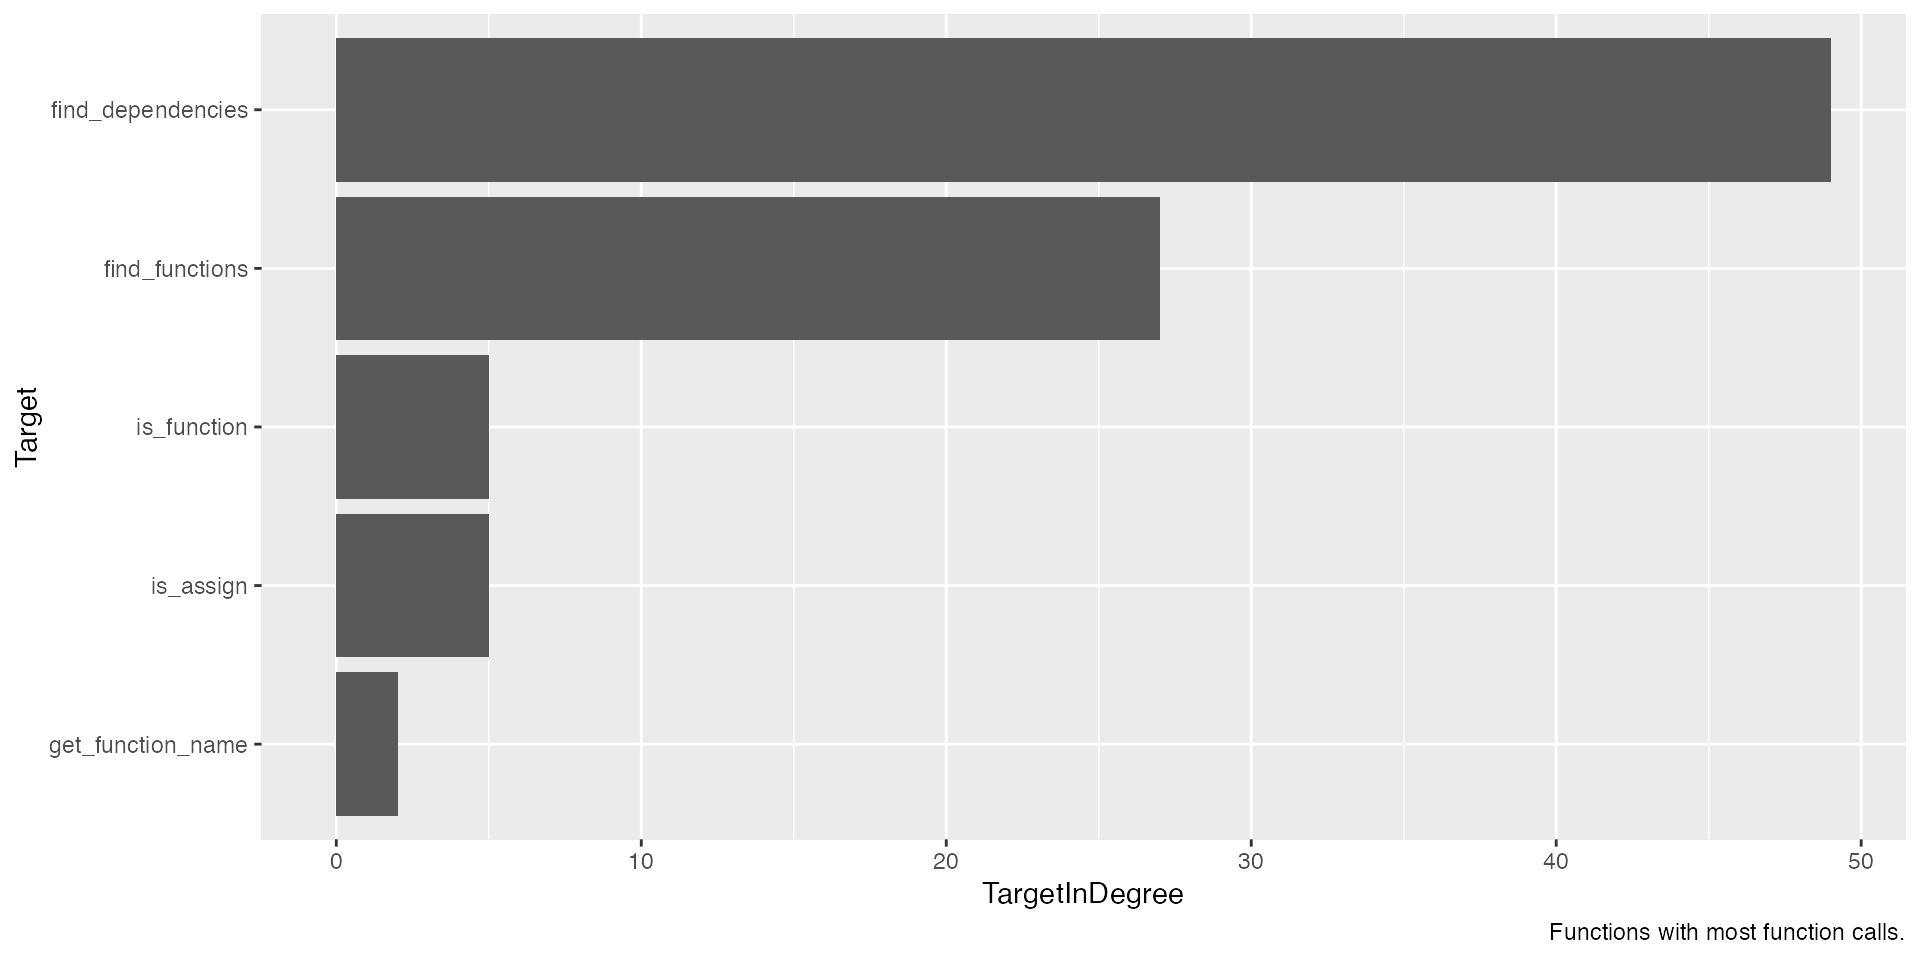 find_dependencies
find_functions
is_function
is_assign
get_function_name
Target
0 10 20 30 40 50
TargetInDegree
Functions with most function calls.